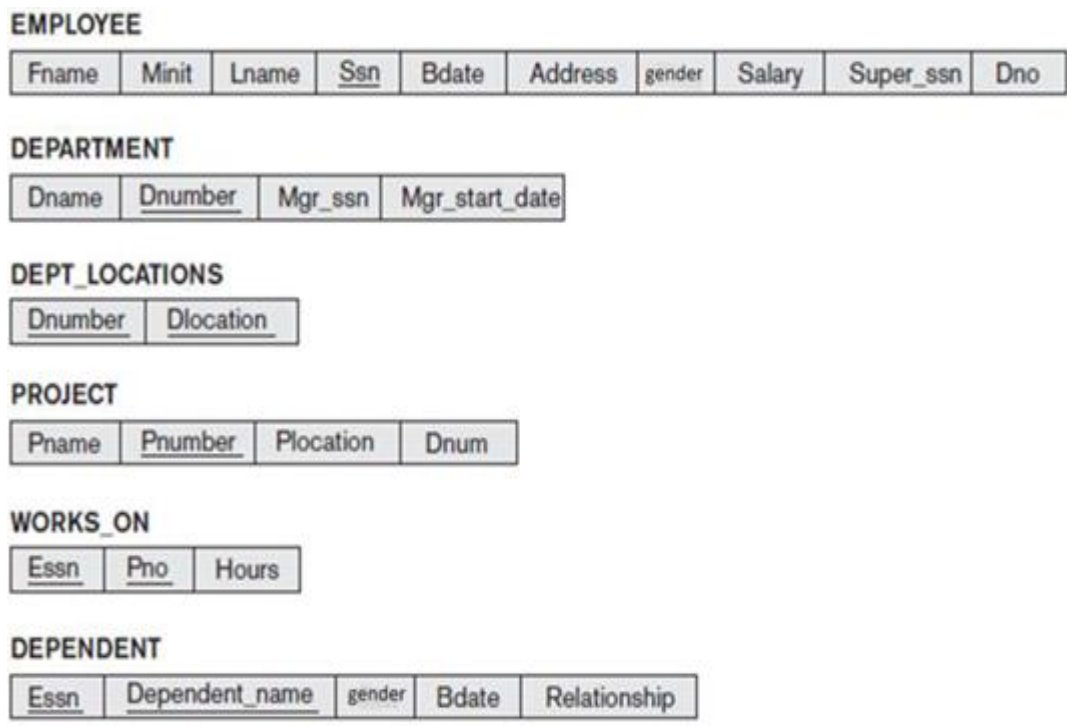 EMPLOYEE
Fname Minit Lname Ssn Bdate Address gender Salary Super_ssn Dno
DEPARTMENT
Dname Dnumber Mgr_ssn Mgr_start_date
DEPT_LOCATIONS
Dnumber Dlocation
PROJECT
Pname Pnumber Plocation Dnum
WORKS_ON
Essn Pno Hours
DEPENDENT
Essn Dependent_name gender Bdate Relationship